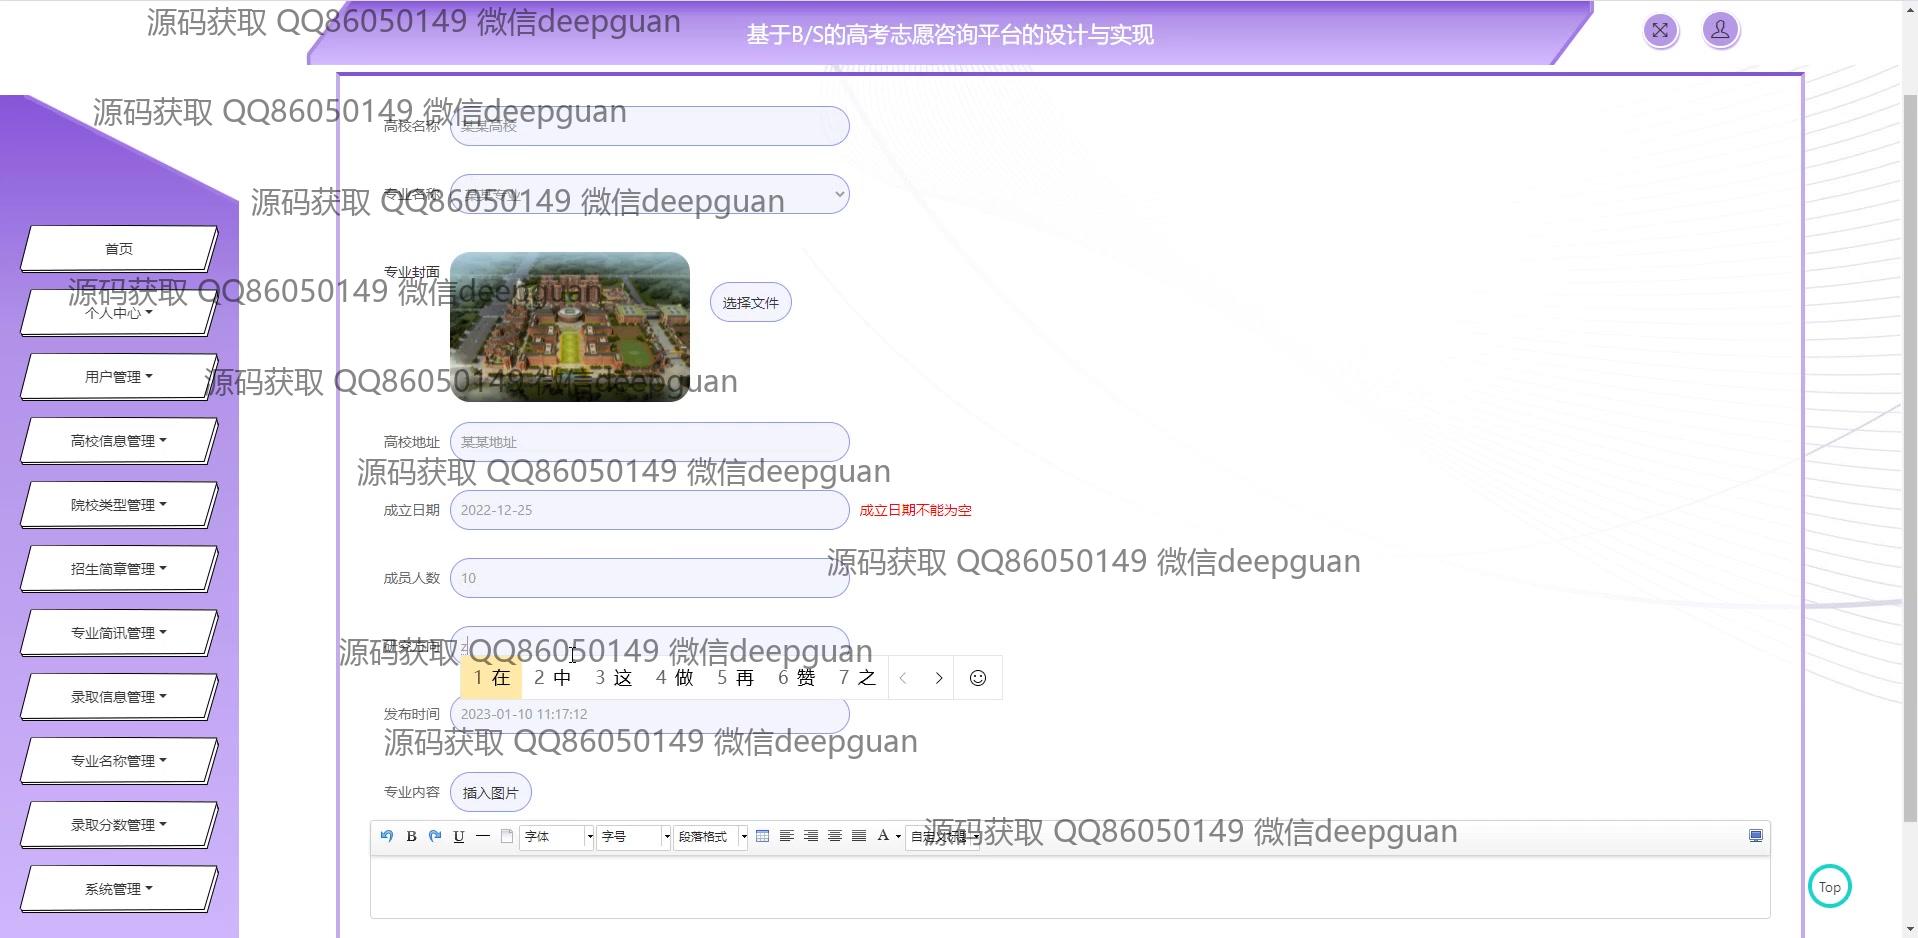 源码获取 QQ86050149 微信deepguan
基于B/S的高考志愿咨询平台的设计与实现
源码获取 QQ86050149 微信deepguan
高校名称 某某高校
专业名称 某某专业
源码获取 QQ86050149 微信deepguan
首页
专业封面
选择文件
源码获取 QQ86050149 微信deepguan
个人中心
用户管理
源码获取 QQ86050149 微信deepguan
高校信息管理
高校地址 某某地址
源码获取 QQ86050149 微信deepguan
院校类型管理
成立日期 2022-12-25 成立日期不能为空
源码获取 QQ86050149 微信deepguan
招生简章管理
成员人数 10
专业简讯管理
研究方向 z
源码获取 QQ86050149 微信deepguan
1 在 2 中 3 这 4 做 5 再 6 赞 7 之
录取信息管理
发布时间 2023-01-10 11:17:12
源码获取 QQ86050149 微信deepguan
专业名称管理
专业内容 插入图片
录取分数管理
B U 字体 字号 段落格式 A 自定义标题
源码获取 QQ86050149 微信deepguan
系统管理
Top